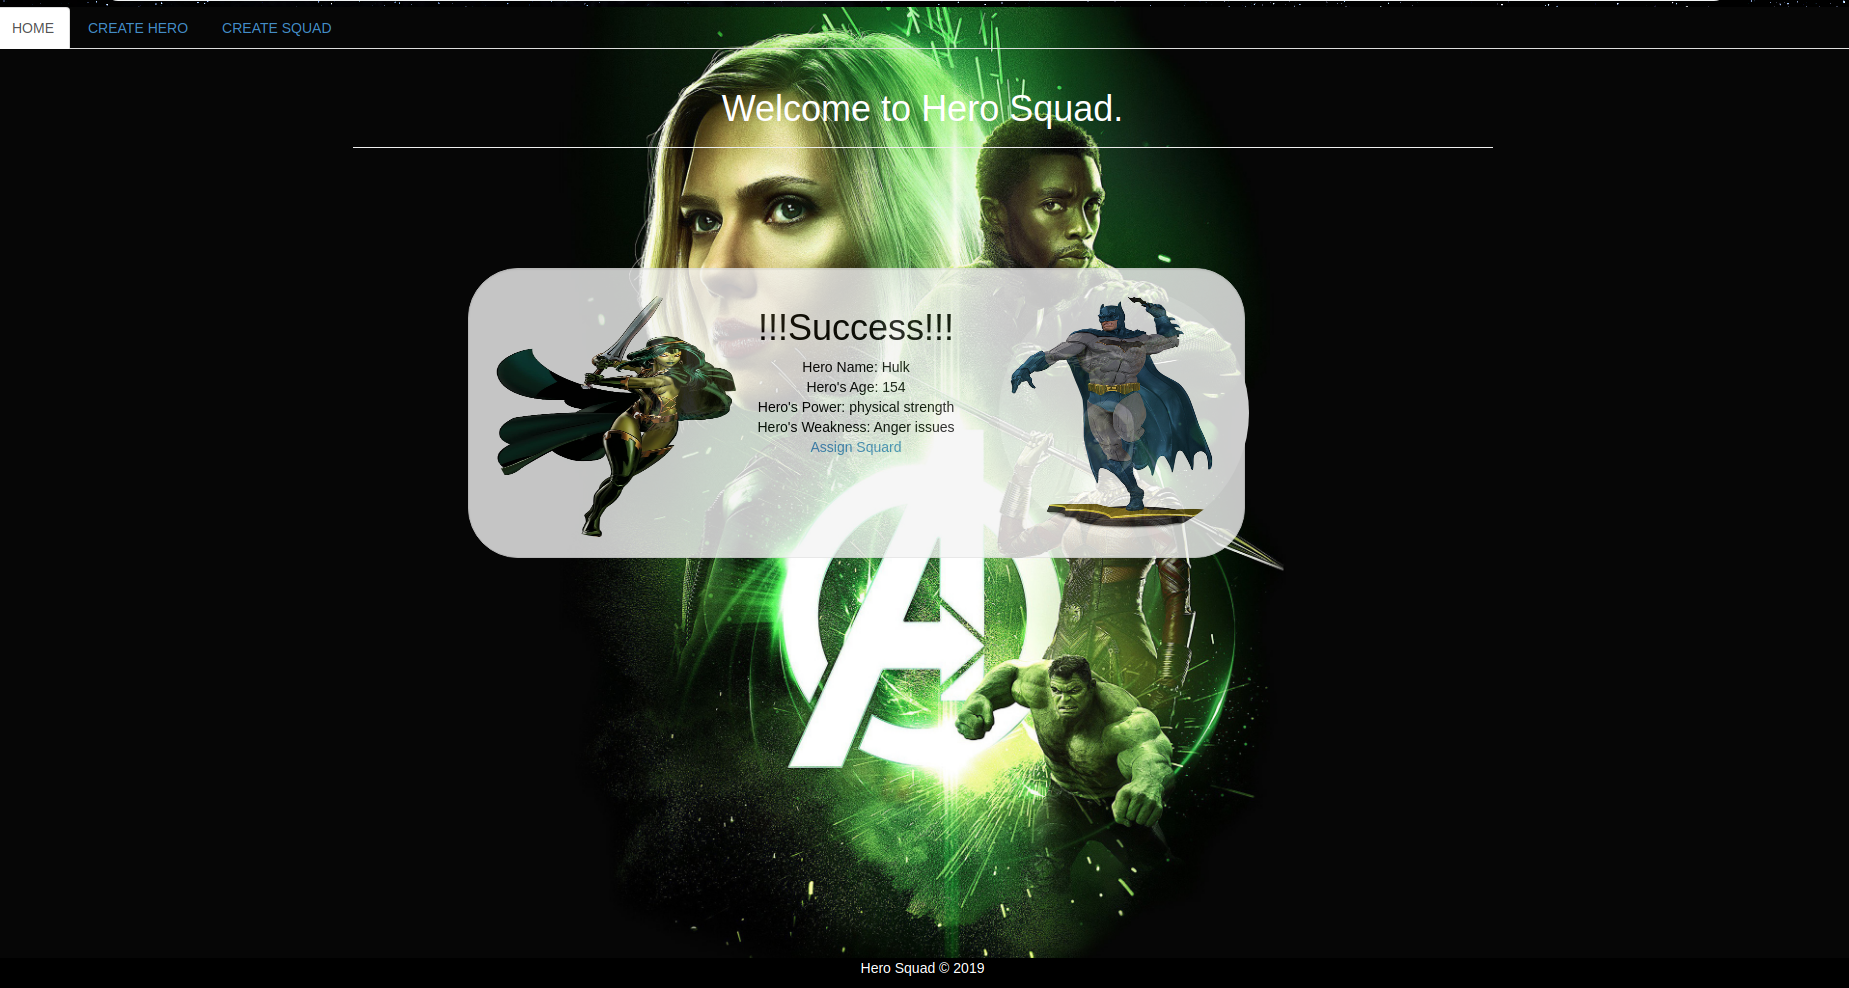 HOME CREATE HERO CREATE SQUAD
Welcome to Hero Squad.
!!!Success!!!
Hero Name: Hulk
Hero's Age: 154
Hero's Power: physical strength
Hero's Weakness: Anger issues
Assign Squard
Hero Squad © 2019